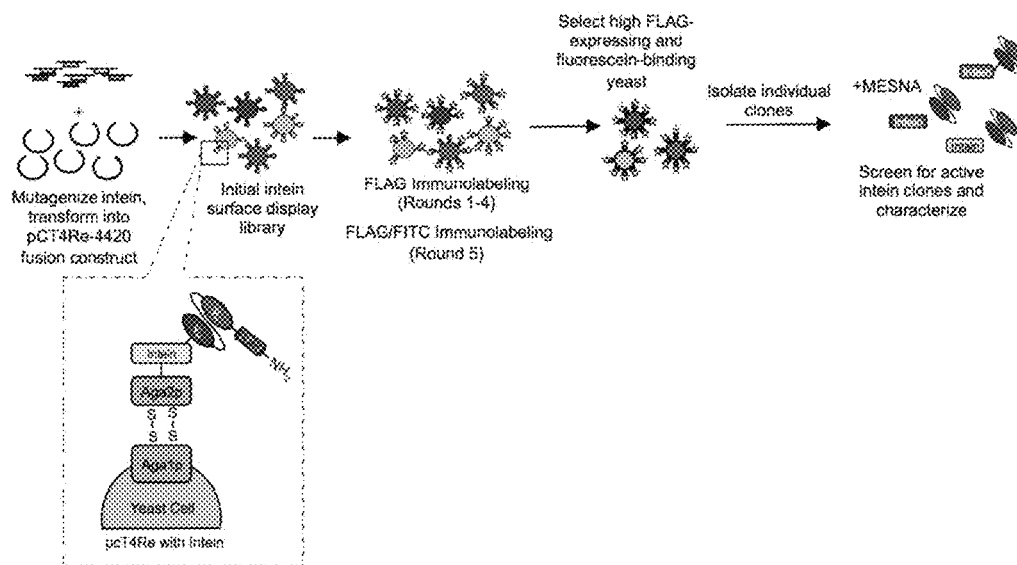 Mutagenize intein,
transform into
pCT4Re-4420
fusion construct
Initial intein
surface display
library
FLAG Immunolabeling
(Rounds 1-4)
FLAG/FITC Immunolabeling
(Round 5)
Select high FLAG-
expressing and
fluorescein-binding
yeast
Isolate individual
clones
+MESNA
Screen for active
intein clones and
characterize
Intein
NH2
Aga2p
S S
S S
Aga1p
Yeast Cell
pcT4Re with Intein